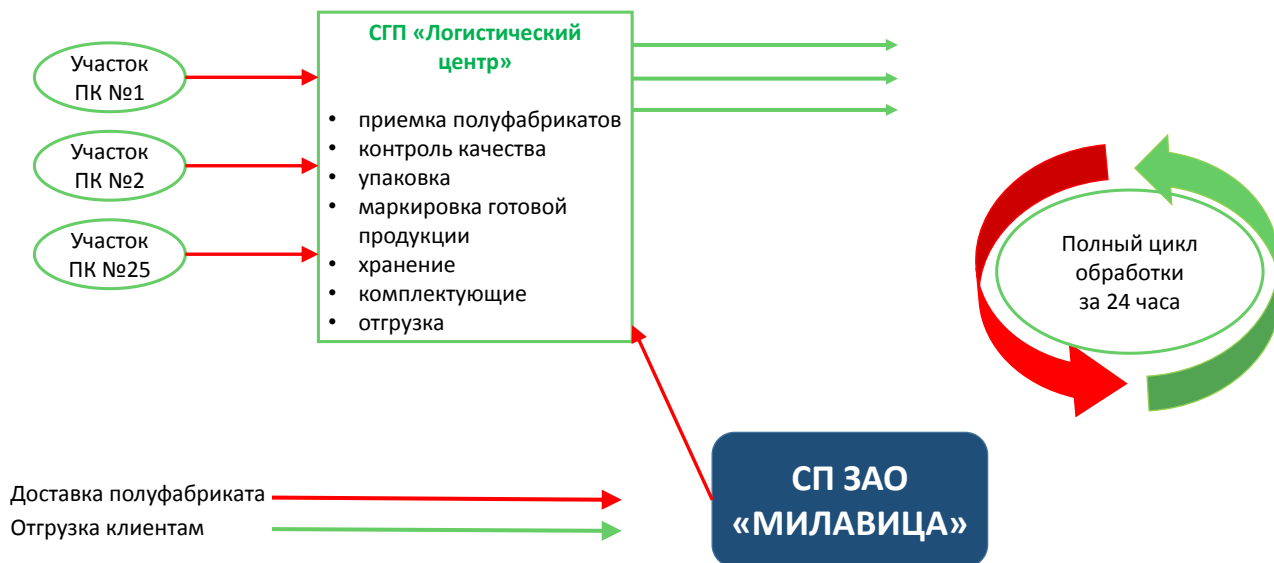 Участок
ПК №1
Участок
ПК №2
Участок
ПК №25
СГП «Логистический
центр»
• приемка полуфабрикатов
• контроль качества
• упаковка
• маркировка готовой
продукции
• хранение
• комплектующие
• отгрузка
Полный цикл
обработки
за 24 часа
СП ЗАО
«МИЛАВИЦА»
Доставка полуфабриката
Отгрузка клиентам